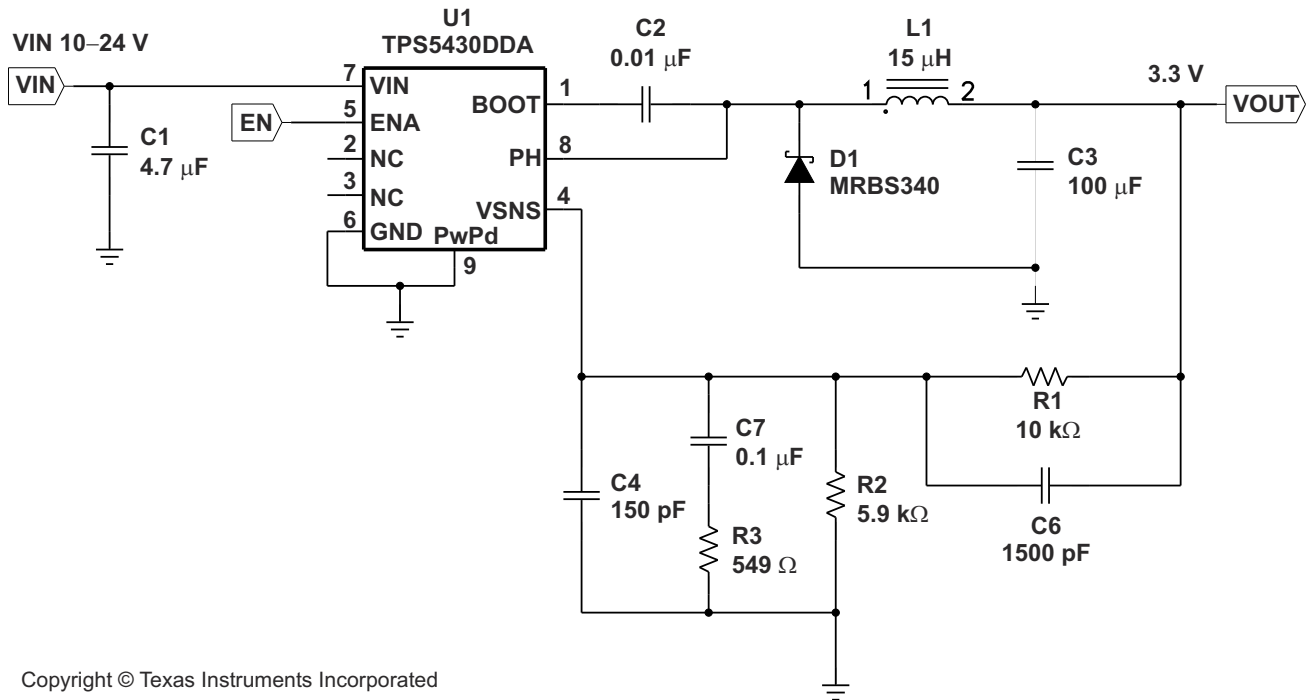 U1
TPS5430DDA
VIN 10–24 V
VIN
C1
4.7 μF
EN
7
VIN
5
ENA
2
NC
3
NC
6
GND
PwPd
9
BOOT
1
PH
8
VSNS
4
C2
0.01 μF
L1
15 μH
1
2
D1
MRBS340
C3
100 μF
3.3 V
VOUT
C4
150 pF
C7
0.1 μF
R3
549 Ω
R2
5.9 kΩ
R1
10 kΩ
C6
1500 pF
Copyright © Texas Instruments Incorporated